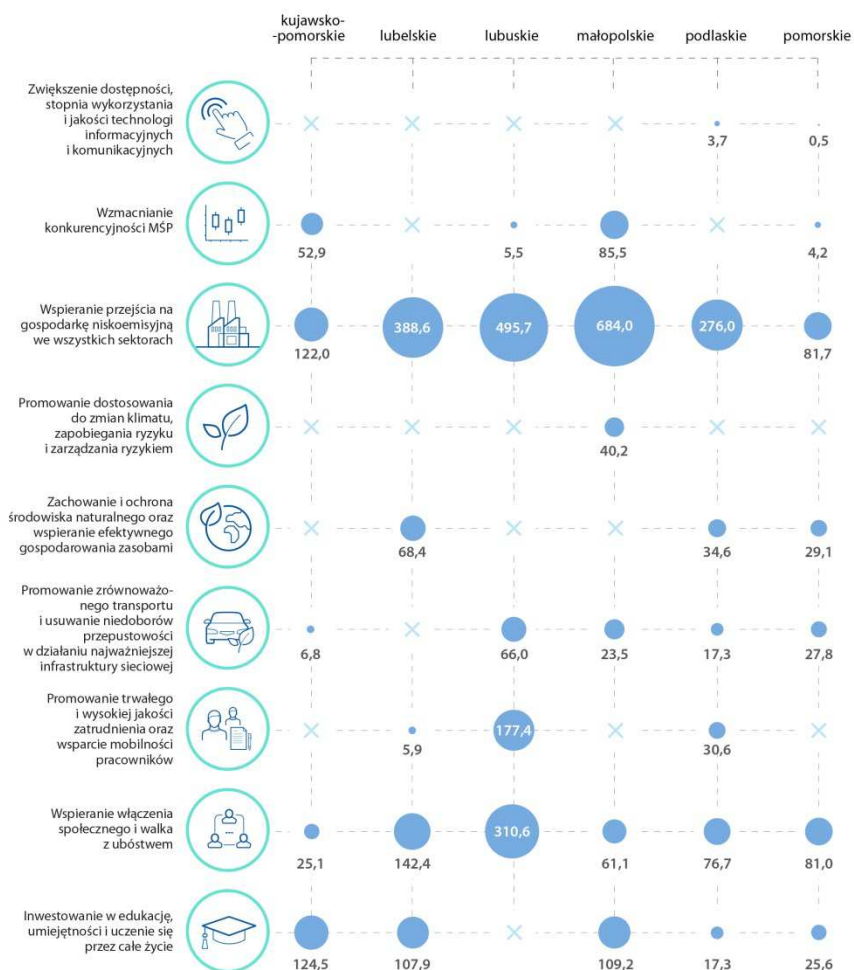 kujawsko-
-pomorskie
lubelskie
lubuskie
małopolskie
podlaskie
pomorskie
Zwiększenie dostępności,
stopnia wykorzystania
i jakości technologi
informacyjnych
i komunikacyjnych
3,7
0,5
Wzmacnianie
konkurencyjności MŚP
52,9
5,5
85,5
4,2
Wspieranie przejścia na
gospodarkę niskoemisyjną
we wszystkich sektorach
122,0
388,6
495,7
684,0
276,0
81,7
Promowanie dostosowania
do zmian klimatu,
zapobiegania ryzyku
i zarządzania ryzykiem
40,2
Zachowanie i ochrona
środowiska naturalnego oraz
wspieranie efektywnego
gospodarowania zasobami
68,4
34,6
29,1
Promowanie zrównoważo-
nego transportu
i usuwanie niedoborów
przepustowości
w działaniu najważniejszej
infrastruktury sieciowej
6,8
66,0
23,5
17,3
27,8
Promowanie trwałego
i wysokiej jakości
zatrudnienia oraz
wsparcie mobilności
pracowników
5,9
177,4
30,6
Wspieranie włączenia
społecznego i walka
z ubóstwem
25,1
142,4
310,6
61,1
76,7
81,0
Inwestowanie w edukację,
umiejętności i uczenie się
przez całe życie
124,5
107,9
109,2
17,3
25,6